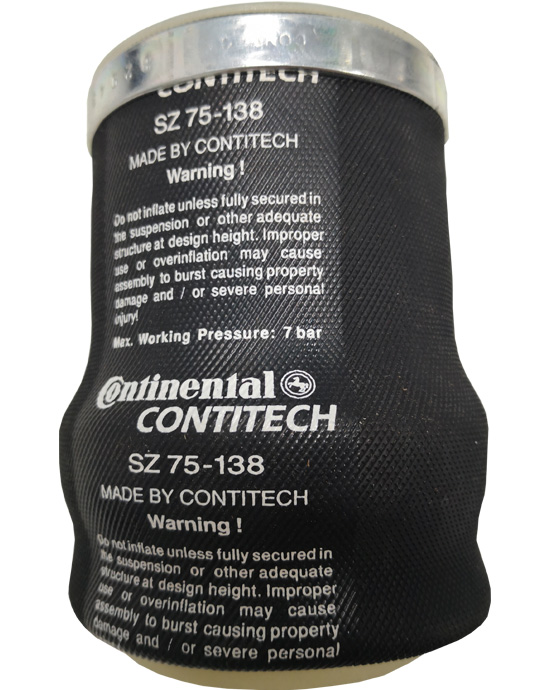 CONTITECH
SZ 75-138
MADE BY CONTITECH
Warning !
Do not inflate unless fully secured in
the suspension or other adequate
structure at design height. Improper
use or overinflation may cause
assembly to burst causing property
damage and / or severe personal
injury!
Max. Working Pressure: 7 bar
Continental
CONTITECH
SZ 75-138
MADE BY CONTITECH
Warning !
Do not inflate unless fully secured in
the suspension or other adequate
structure at design height. Improper
use or overinflation may cause
assembly to burst causing property
damage and / or severe personal